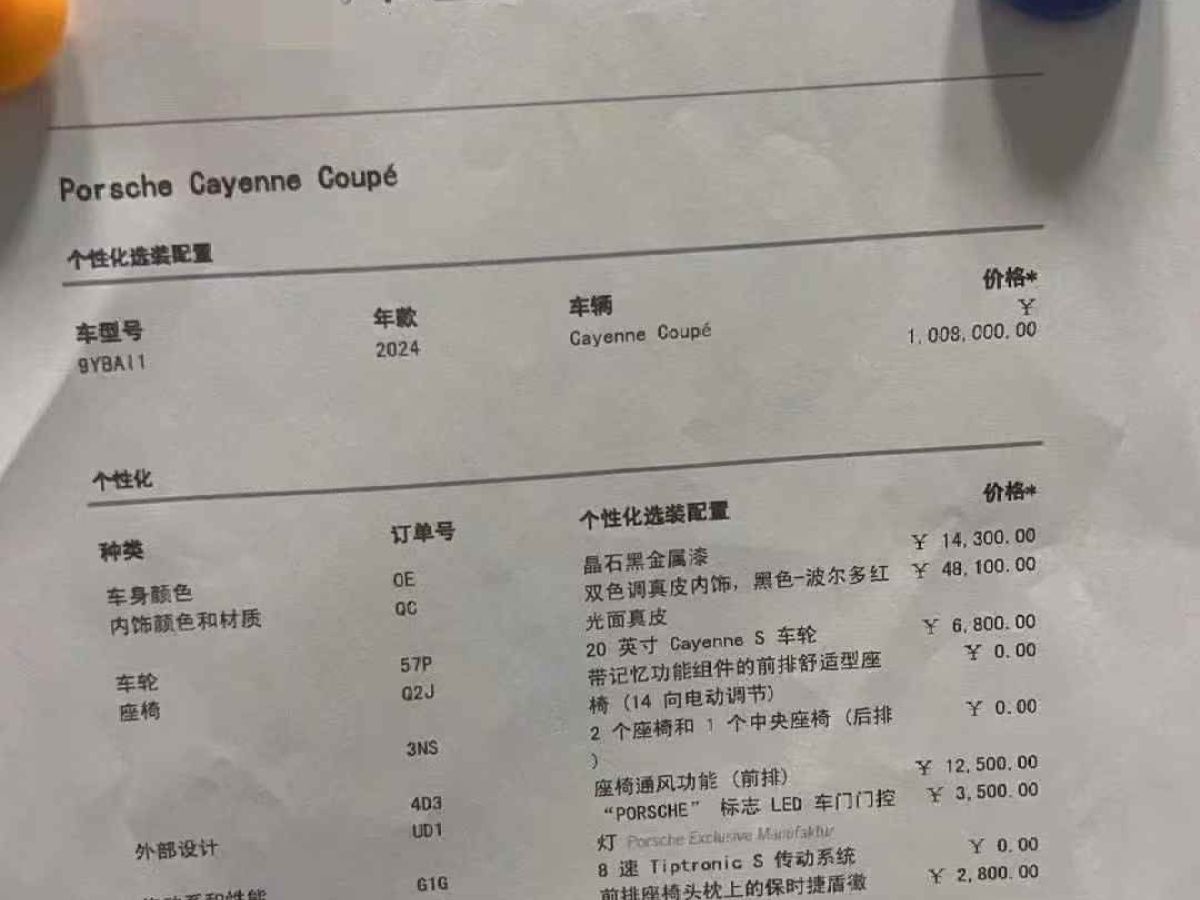 Porsche Cayenne Coupé
个性化选装配置
车型号 年款 车辆 价格*
¥
9YBAI1 2024 Cayenne Coupé 1,008,000.00
个性化
种类 订单号 个性化选装配置 价格*
车身颜色 0E 晶石黑金属漆 ¥ 14,300.00
内饰颜色和材质 QC 双色调真皮内饰, 黑色-波尔多红 ¥ 48,100.00
光面真皮
车轮 57P 20 英寸 Cayenne S 车轮 ¥ 6,800.00
座椅 Q2J 带记忆功能组件的前排舒适型座 ¥ 0.00
椅 (14 向电动调节)
3NS 2 个座椅和 1 个中央座椅 (后排 ¥ 0.00
)
4D3 座椅通风功能 (前排) ¥ 12,500.00
外部设计 UD1 “PORSCHE” 标志 LED 车门门控 ¥ 3,500.00
灯 Porsche Exclusive Manufaktur
G1G 8 速 Tiptronic S 传动系统 ¥ 0.00
前排座椅头枕上的保时捷盾徽 ¥ 2,800.00